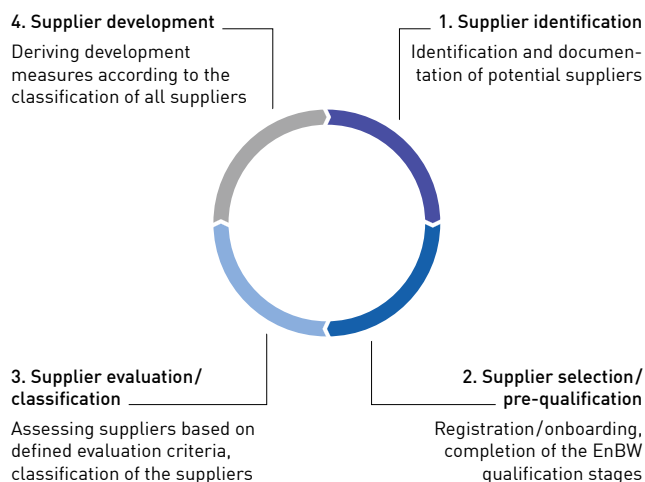 4. Supplier development
Deriving development
measures according to the
classification of all suppliers
1. Supplier identification
Identification and documen-
tation of potential suppliers
3. Supplier evaluation/
classification
Assessing suppliers based on
defined evaluation criteria,
classification of the suppliers
2. Supplier selection/
pre-qualification
Registration/onboarding,
completion of the EnBW
qualification stages